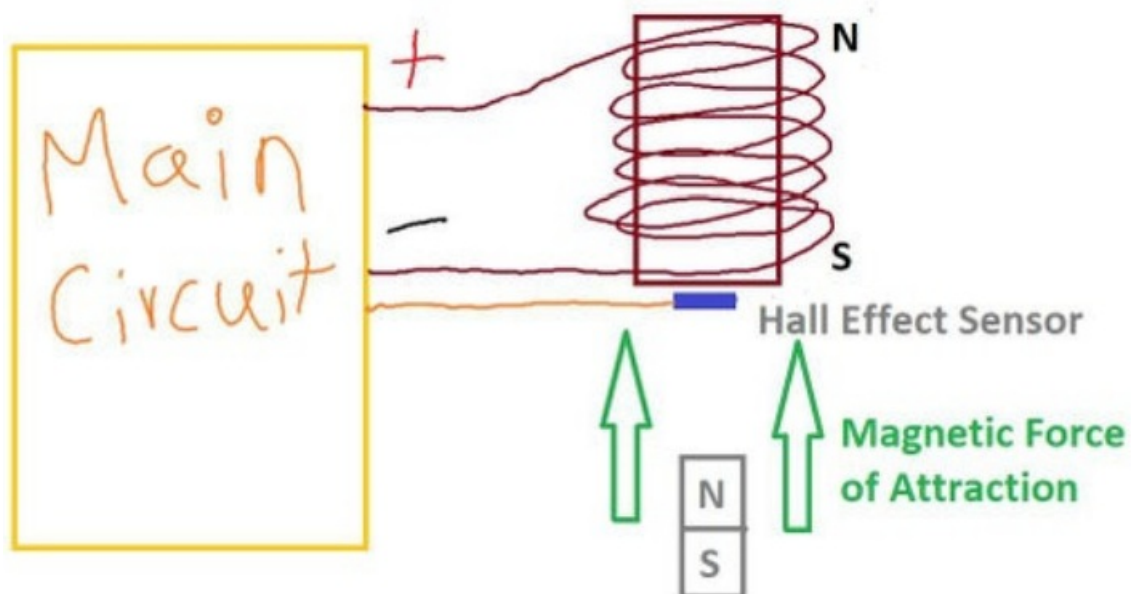 +
N
Main
Circuit
—
S
Hall Effect Sensor
Magnetic Force
of Attraction
N
S